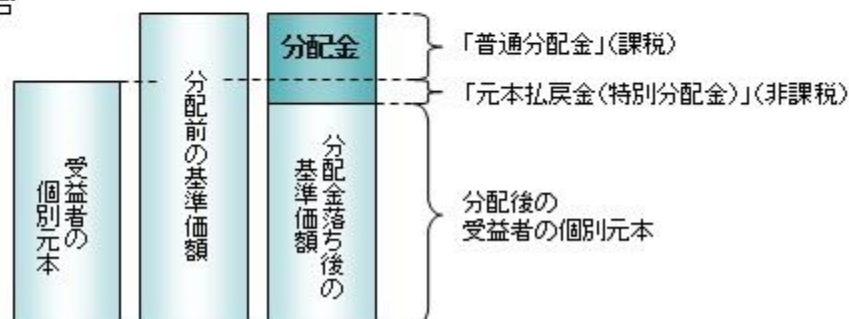 分配金
「普通分配金」(課税)
「元本払戻金(特別分配金)」(非課税)
受益者の
個別元本
分配前の基準価額
分配金落ち後の
基準価額
分配後の
受益者の個別元本